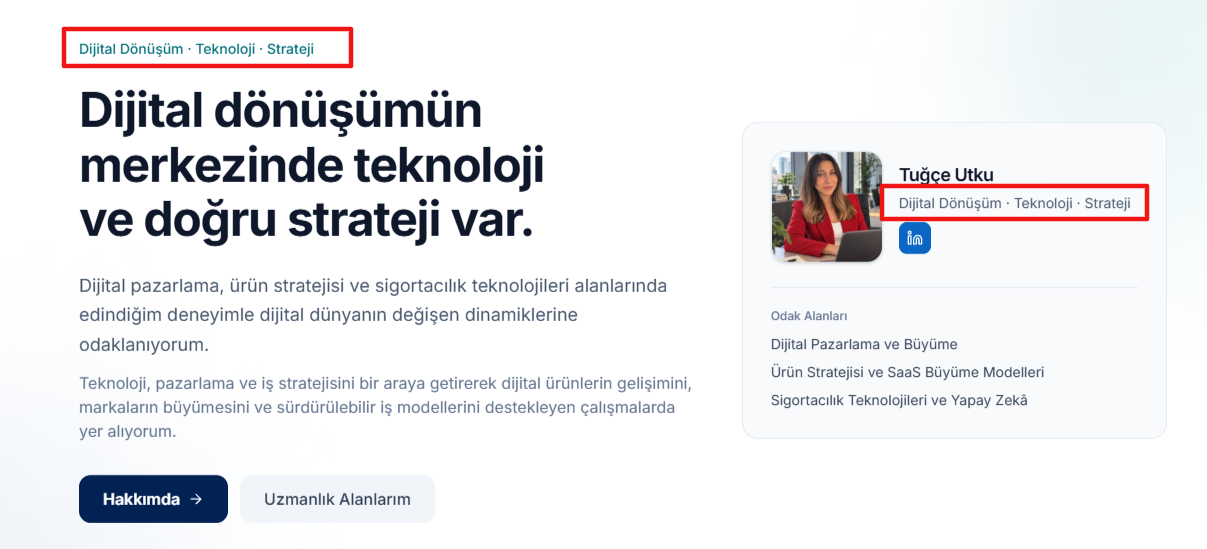 Dijital Dönüşüm · Teknoloji · Strateji
Dijital dönüşümün
merkezinde teknoloji
ve doğru strateji var.
Dijital pazarlama, ürün stratejisi ve sigortacılık teknolojileri alanlarında
edindiğim deneyimle dijital dünyanın değişen dinamiklerine
odaklanıyorum.
Teknoloji, pazarlama ve iş stratejisini bir araya getirerek dijital ürünlerin gelişimini,
markaların büyümesini ve sürdürülebilir iş modellerini destekleyen çalışmalarda
yer alıyorum.
Hakkımda →
Uzmanlık Alanlarım
Tuğçe Utku
Dijital Dönüşüm · Teknoloji · Strateji
in
Odak Alanları
Dijital Pazarlama ve Büyüme
Ürün Stratejisi ve SaaS Büyüme Modelleri
Sigortacılık Teknolojileri ve Yapay Zekâ